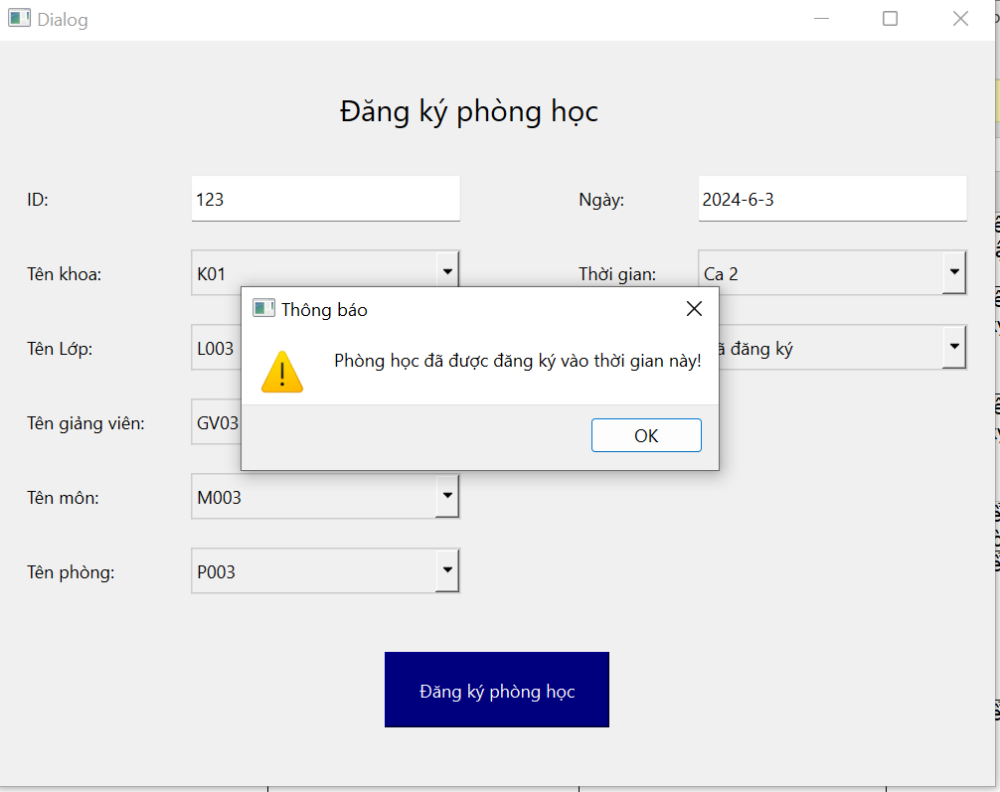 Dialog
Đăng ký phòng học
ID: 123 Ngày: 2024-6-3
Tên khoa: K01 Thời gian: Ca 2
Thông báo
Tên Lớp: L003 đăng ký
Phòng học đã được đăng ký vào thời gian này!
Tên giảng viên: GV03
OK
Tên môn: M003
Tên phòng: P003
Đăng ký phòng học